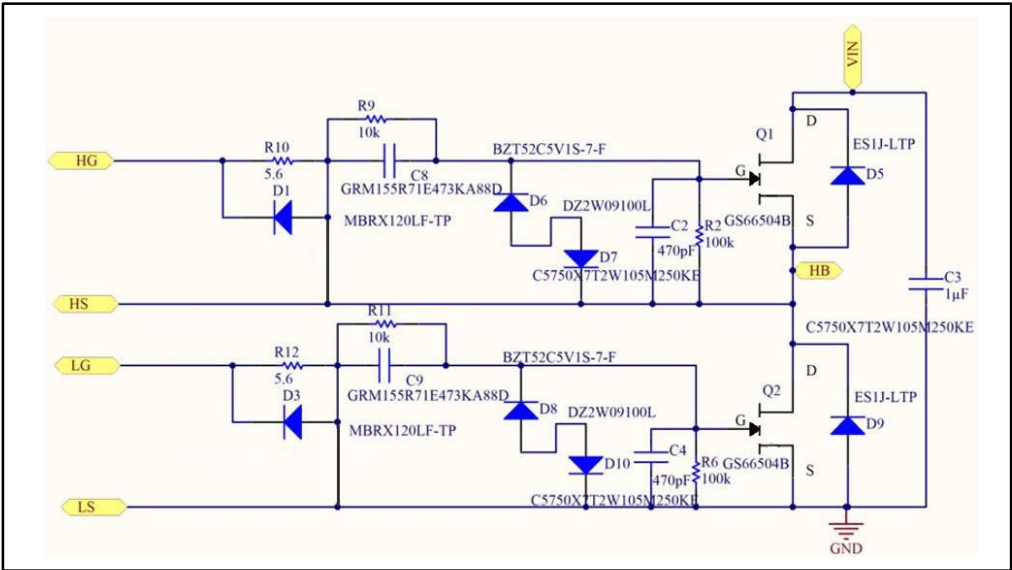 VIN
R9
10k
Q1
D
ES1J-LTP
HG
R10
5.6
C8
BZT52C5V1S-7-F
G
D5
GRM155R71E473KA88D
D1
D6
DZ2W09100L
GS66504B
S
MBRX120LF-TP
C2
470pF
R2
100k
D7
C5750X7T2W105M250KE
HB
C3
1µF
HS
R11
10k
C5750X7T2W105M250KE
LG
R12
5.6
C9
BZT52C5V1S-7-F
D
GRM155R71E473KA88D
Q2
ES1J-LTP
D3
D8
DZ2W09100L
G
D9
MBRX120LF-TP
D10
C4
470pF
R6
100k
GS66504B
S
C5750X7T2W105M250KE
LS
GND